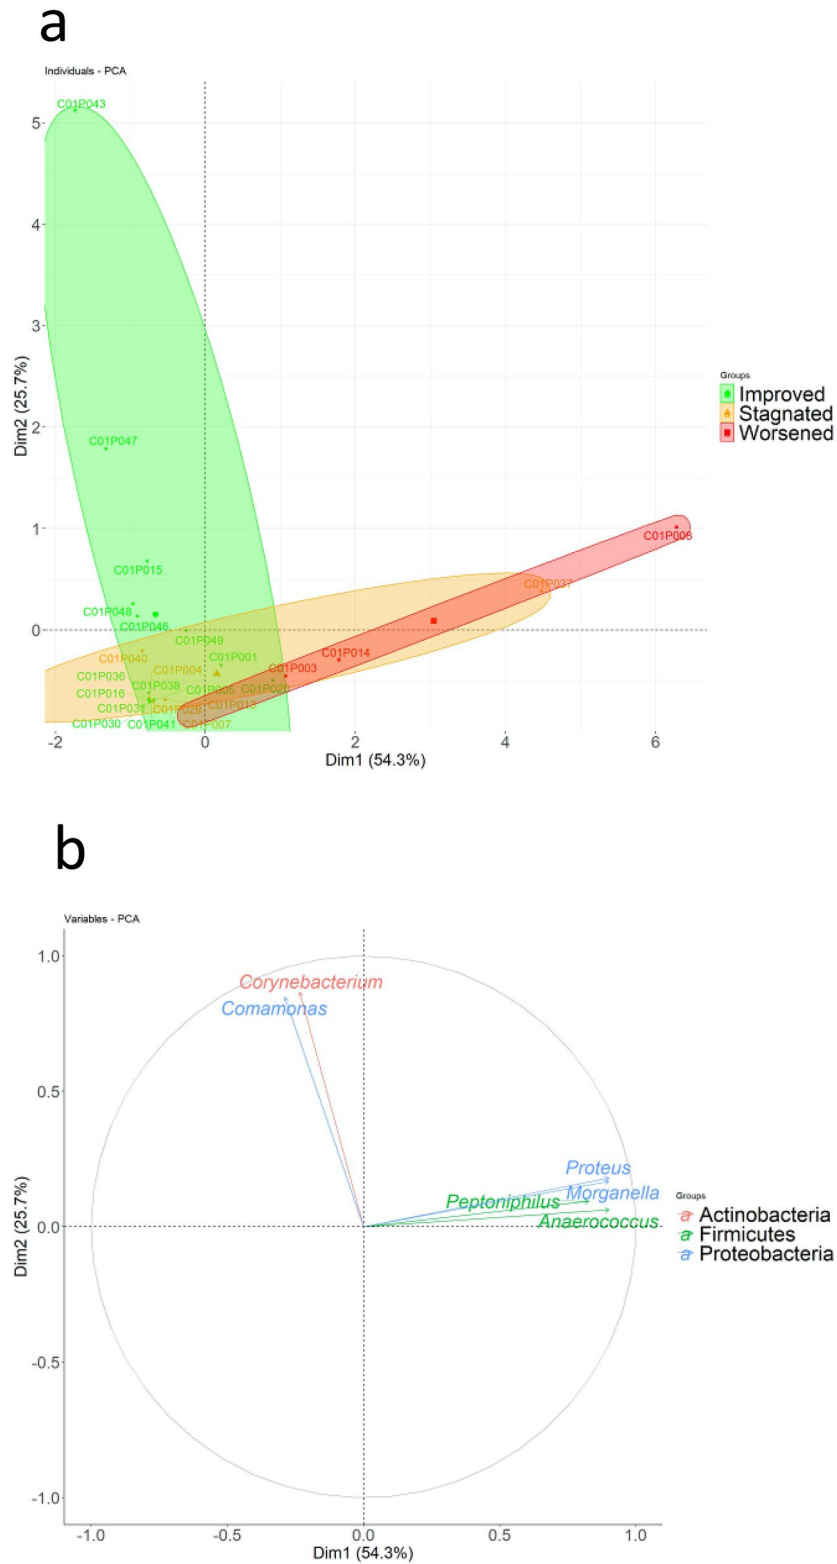 a
Individuals - PCA
C01P043
5
4
3
2
1
0
Dim2 (25.7%)
C01P047
C01P015
C01P048
C01P046
C01P049
C01P040
C01P004
C01P001
C01P036
C01P016
C01P038
C01P005
C01P020
C01P003
C01P014
C01P037
C01P008
C01P031
C01P029
C01P013
C01P030
C01P041
C01P007
-2
0
2
4
6
Dim1 (54.3%)
Groups
Improved
Stagnated
Worsened
b
Variables - PCA
1.0
0.5
0.0
-0.5
-1.0
Dim2 (25.7%)
Corynebacterium
Comamonas
Proteus
Morganella
Peptoniphilus
Anaerococcus
Groups
a Actinobacteria
a Firmicutes
a Proteobacteria
-1.0
-0.5
0.0
0.5
1.0
Dim1 (54.3%)